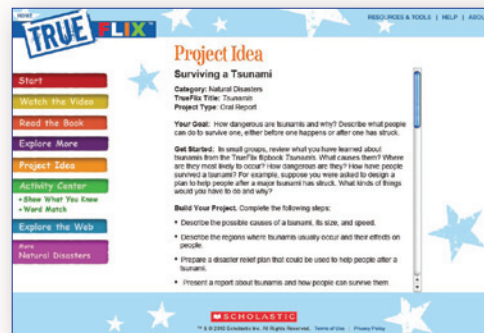 HOME
RESOURCES & TOOLS | HELP | ABOU
TRUE FLIX™
Project Idea
Surviving a Tsunami
Category: Natural Disasters
TrueFlix Title: Tsunamis
Project Type: Oral Report
Your Goal: How dangerous are tsunamis and why? Describe what people
can do to survive one, either before one happens or after one has struck.
Get Started: In small groups, review what you have learned about
tsunamis from the TrueFlix flipbook Tsunamis. What causes them? Where
are they most likely to occur? How dangerous are they? How have people
survived a tsunami? For example, suppose you were asked to design a
plan to help people after a major tsunami has struck. What kinds of things
would you have to do and why?
Build Your Project. Complete the following steps:
• Describe the possible causes of a tsunami, its size, and speed.
• Describe the regions where tsunamis usually occur and their effects on
people.
• Prepare a disaster relief plan that could be used to help people after a
tsunami.
• Present a report about tsunamis and how people can survive them.
Start
Watch the Video
Read the Book
Explore More
Project Idea
Activity Center
• Show What You Know
• Word Match
Explore the Web
More
Natural Disasters
SCHOLASTIC
™ & © 2010 Scholastic Inc. All Rights Reserved. Terms of Use | Privacy Policy